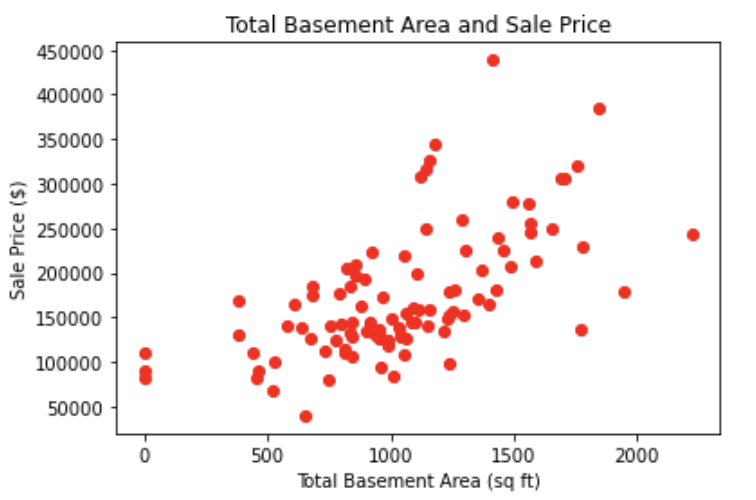 Total Basement Area and Sale Price
450000
400000
350000
300000
250000
200000
150000
100000
50000
Sale Price ($)
0 500 1000 1500 2000
Total Basement Area (sq ft)